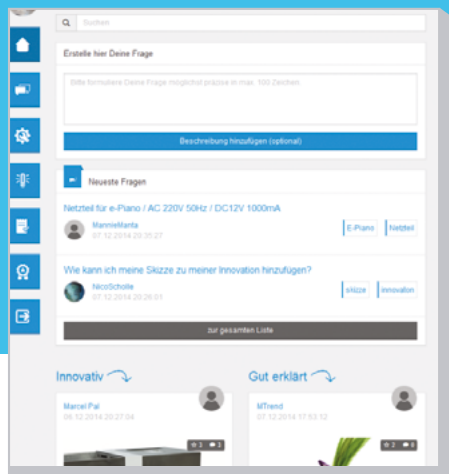 Suchen
Erstelle hier Deine Frage
Bitte formuliere Deine Frage möglichst präzise in max. 100 Zeichen.
Beschreibung hinzufügen (optional)
Neueste Fragen
Netzteil für e-Piano / AC 220V 50Hz / DC12V 1000mA
MannieManta
E-Piano Netzteil
07.12.2014 20:35:27
Wie kann ich meine Skizze zu meiner Innovation hinzufügen?
NicoScholle
skizze innovation
07.12.2014 20:26:01
zur gesamten Liste
Innovativ Gut erklärt
Marcel Pal MTrend
06.12.2014 20:27:04 07.12.2014 17:53:12
3 3 2 0